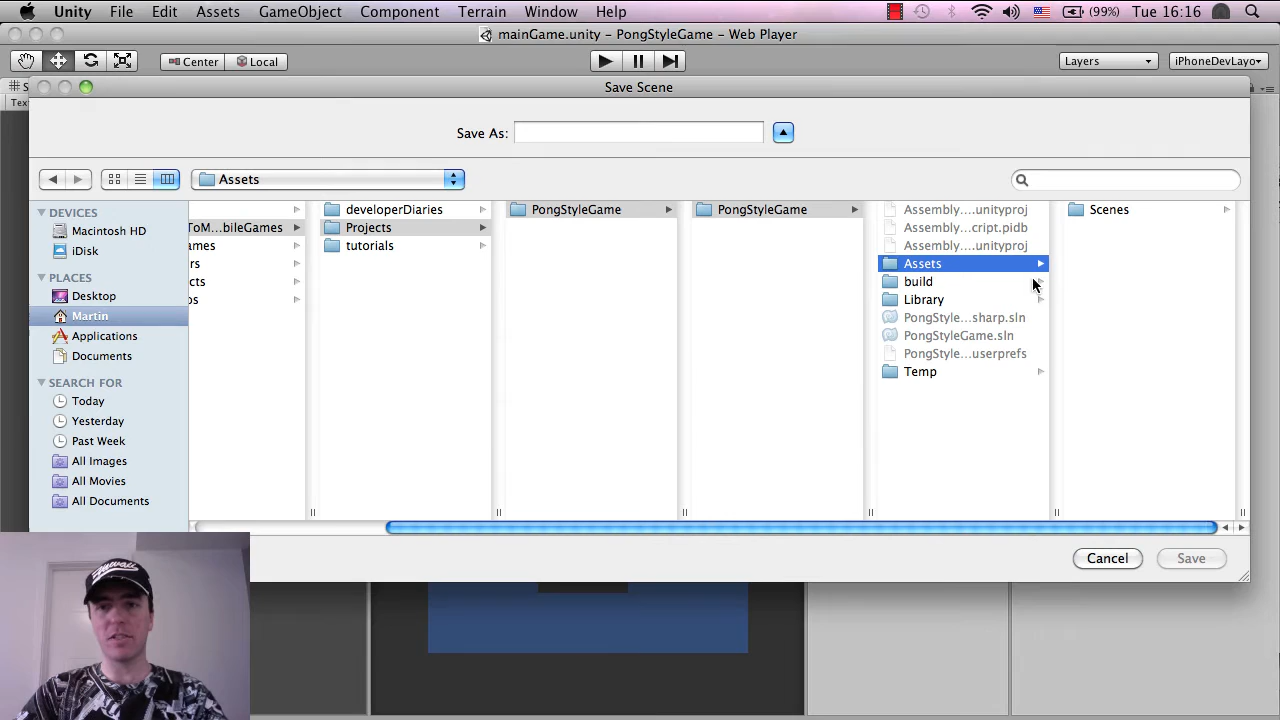 Unity File Edit Assets GameObject Component Terrain Window Help (99%) Tue 16:16
mainGame.unity – PongStyleGame – Web Player
Center Local Layers iPhoneDevLayo
Save Scene
Save As:
Assets
DEVICES
Macintosh HD
iDisk
PLACES
Desktop
Martin
Applications
Documents
SEARCH FOR
Today
Yesterday
Past Week
All Images
All Movies
All Documents
ToM...bileGames
ames
rs
cts
os
developerDiaries
Projects
tutorials
PongStyleGame
PongStyleGame
Assembly....unityproj
Assembly....cript.pidb
Assembly....unityproj
Assets
build
Library
PongStyle...sharp.sln
PongStyleGame.sln
PongStyle...userprefs
Temp
Scenes
Cancel Save